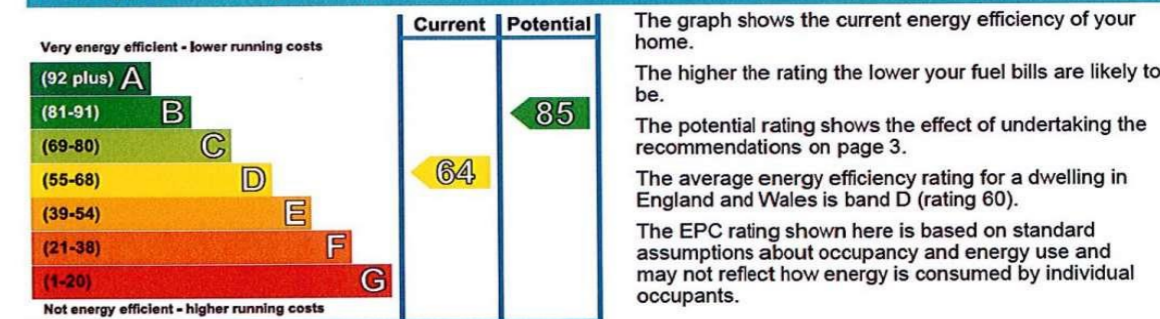 Current Potential
Very energy efficient - lower running costs
(92 plus) A
(81-91) B
85
(69-80) C
(55-68) D
64
(39-54) E
(21-38) F
(1-20) G
Not energy efficient - higher running costs
The graph shows the current energy efficiency of your
home.
The higher the rating the lower your fuel bills are likely to
be.
The potential rating shows the effect of undertaking the
recommendations on page 3.
The average energy efficiency rating for a dwelling in
England and Wales is band D (rating 60).
The EPC rating shown here is based on standard
assumptions about occupancy and energy use and
may not reflect how energy is consumed by individual
occupants.